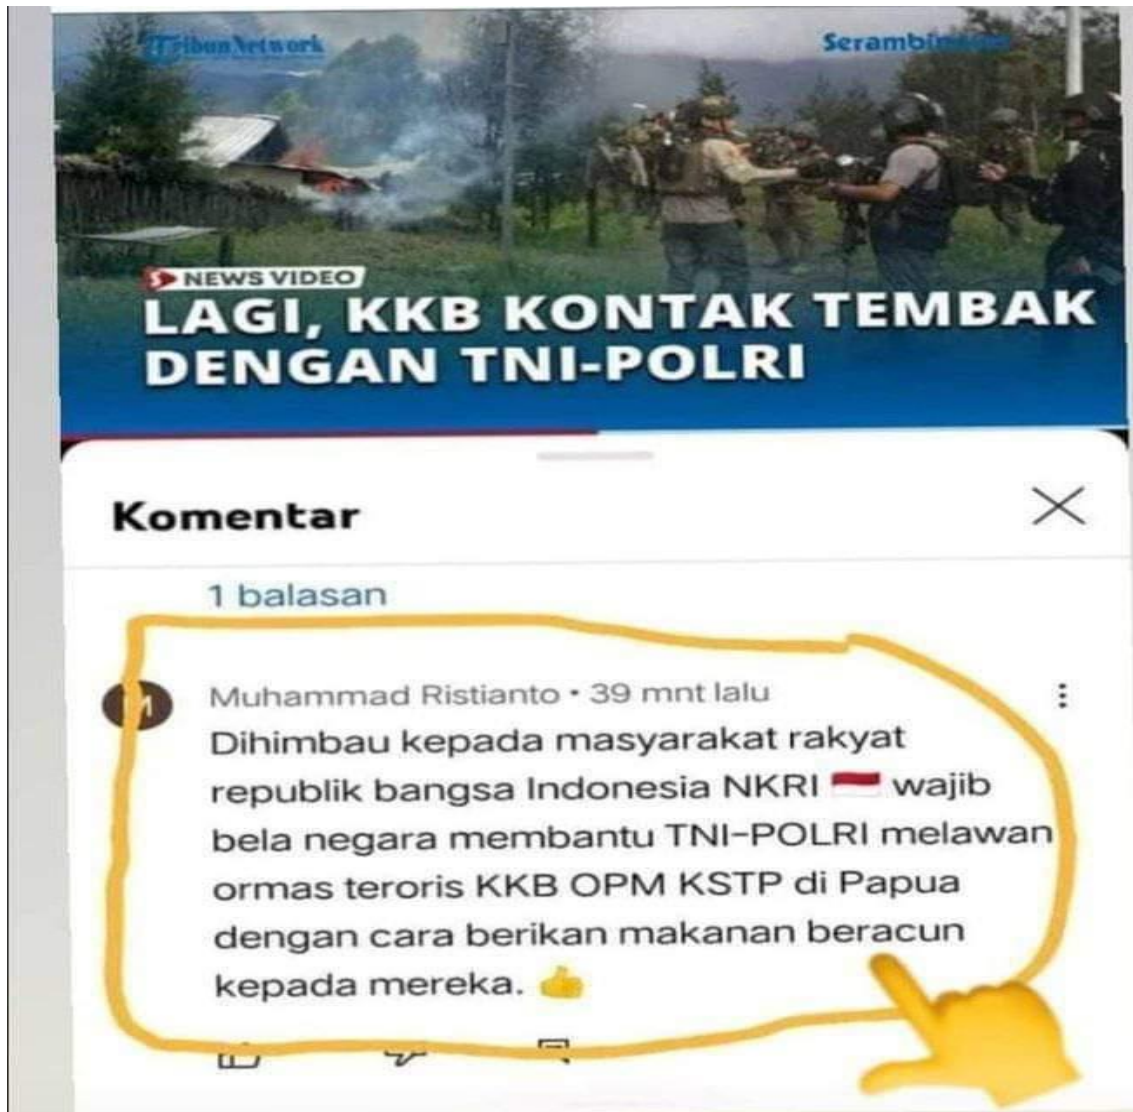 TribunNetwork
Serambinews
NEWS VIDEO
LAGI, KKB KONTAK TEMBAK
DENGAN TNI-POLRI
Komentar
1 balasan
M
Muhammad Ristianto • 39 mnt lalu
Dihimbau kepada masyarakat rakyat
republik bangsa Indonesia NKRI 🇮🇩 wajib
bela negara membantu TNI-POLRI melawan
ormas teroris KKB OPM KSTP di Papua
dengan cara berikan makanan beracun
kepada mereka. 👍